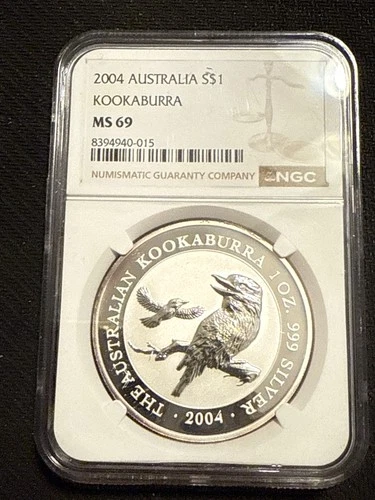 2004 AUSTRALIA S$1
KOOKABURRA
MS 69
8394940-015
NUMISMATIC GUARANTY COMPANY NGC
THE AUSTRALIAN KOOKABURRA 1 OZ. 999 SILVER
· 2004 ·